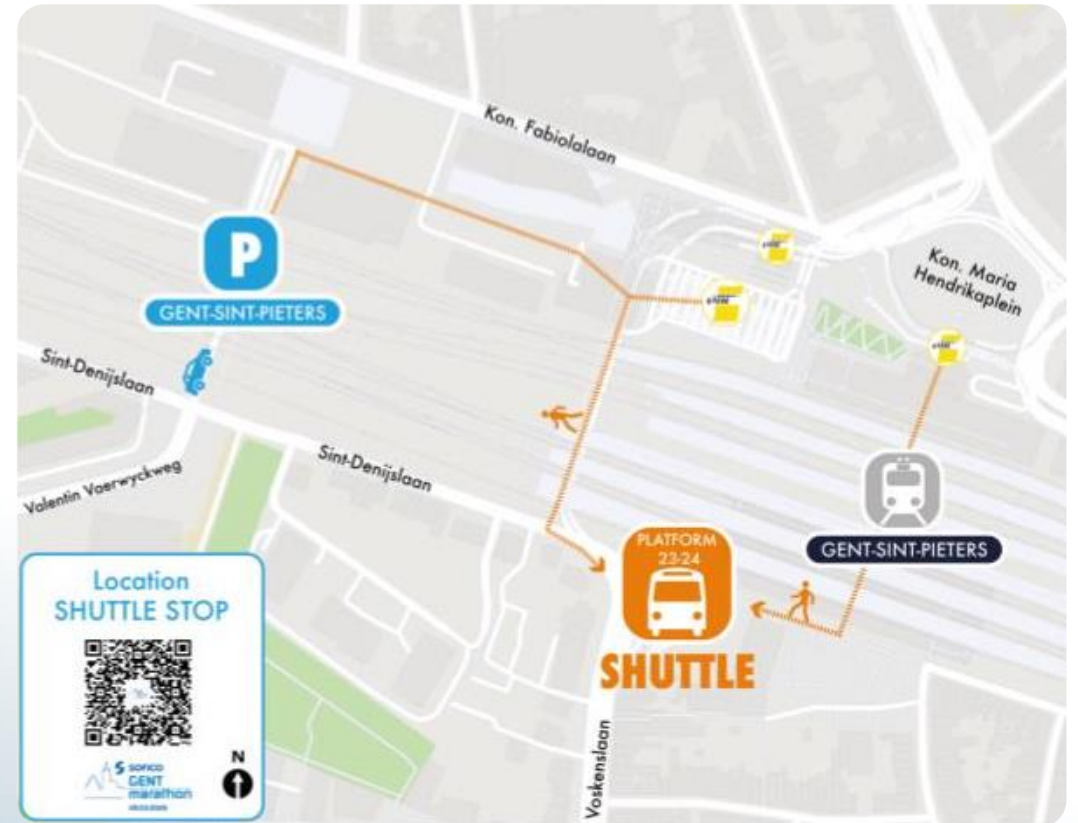 Kon. Fabiolalaan
Kon. Maria
Hendrikaplein
P
GENT-SINT-PIETERS
Sint-Denijslaan
Sint-Denijslaan
Valentin Vaerwyckweg
GENT-SINT-PIETERS
PLATFORM
23-24
SHUTTLE
Voskenslaan
Location
SHUTTLE STOP
N
SOFICO
GENT
marathon